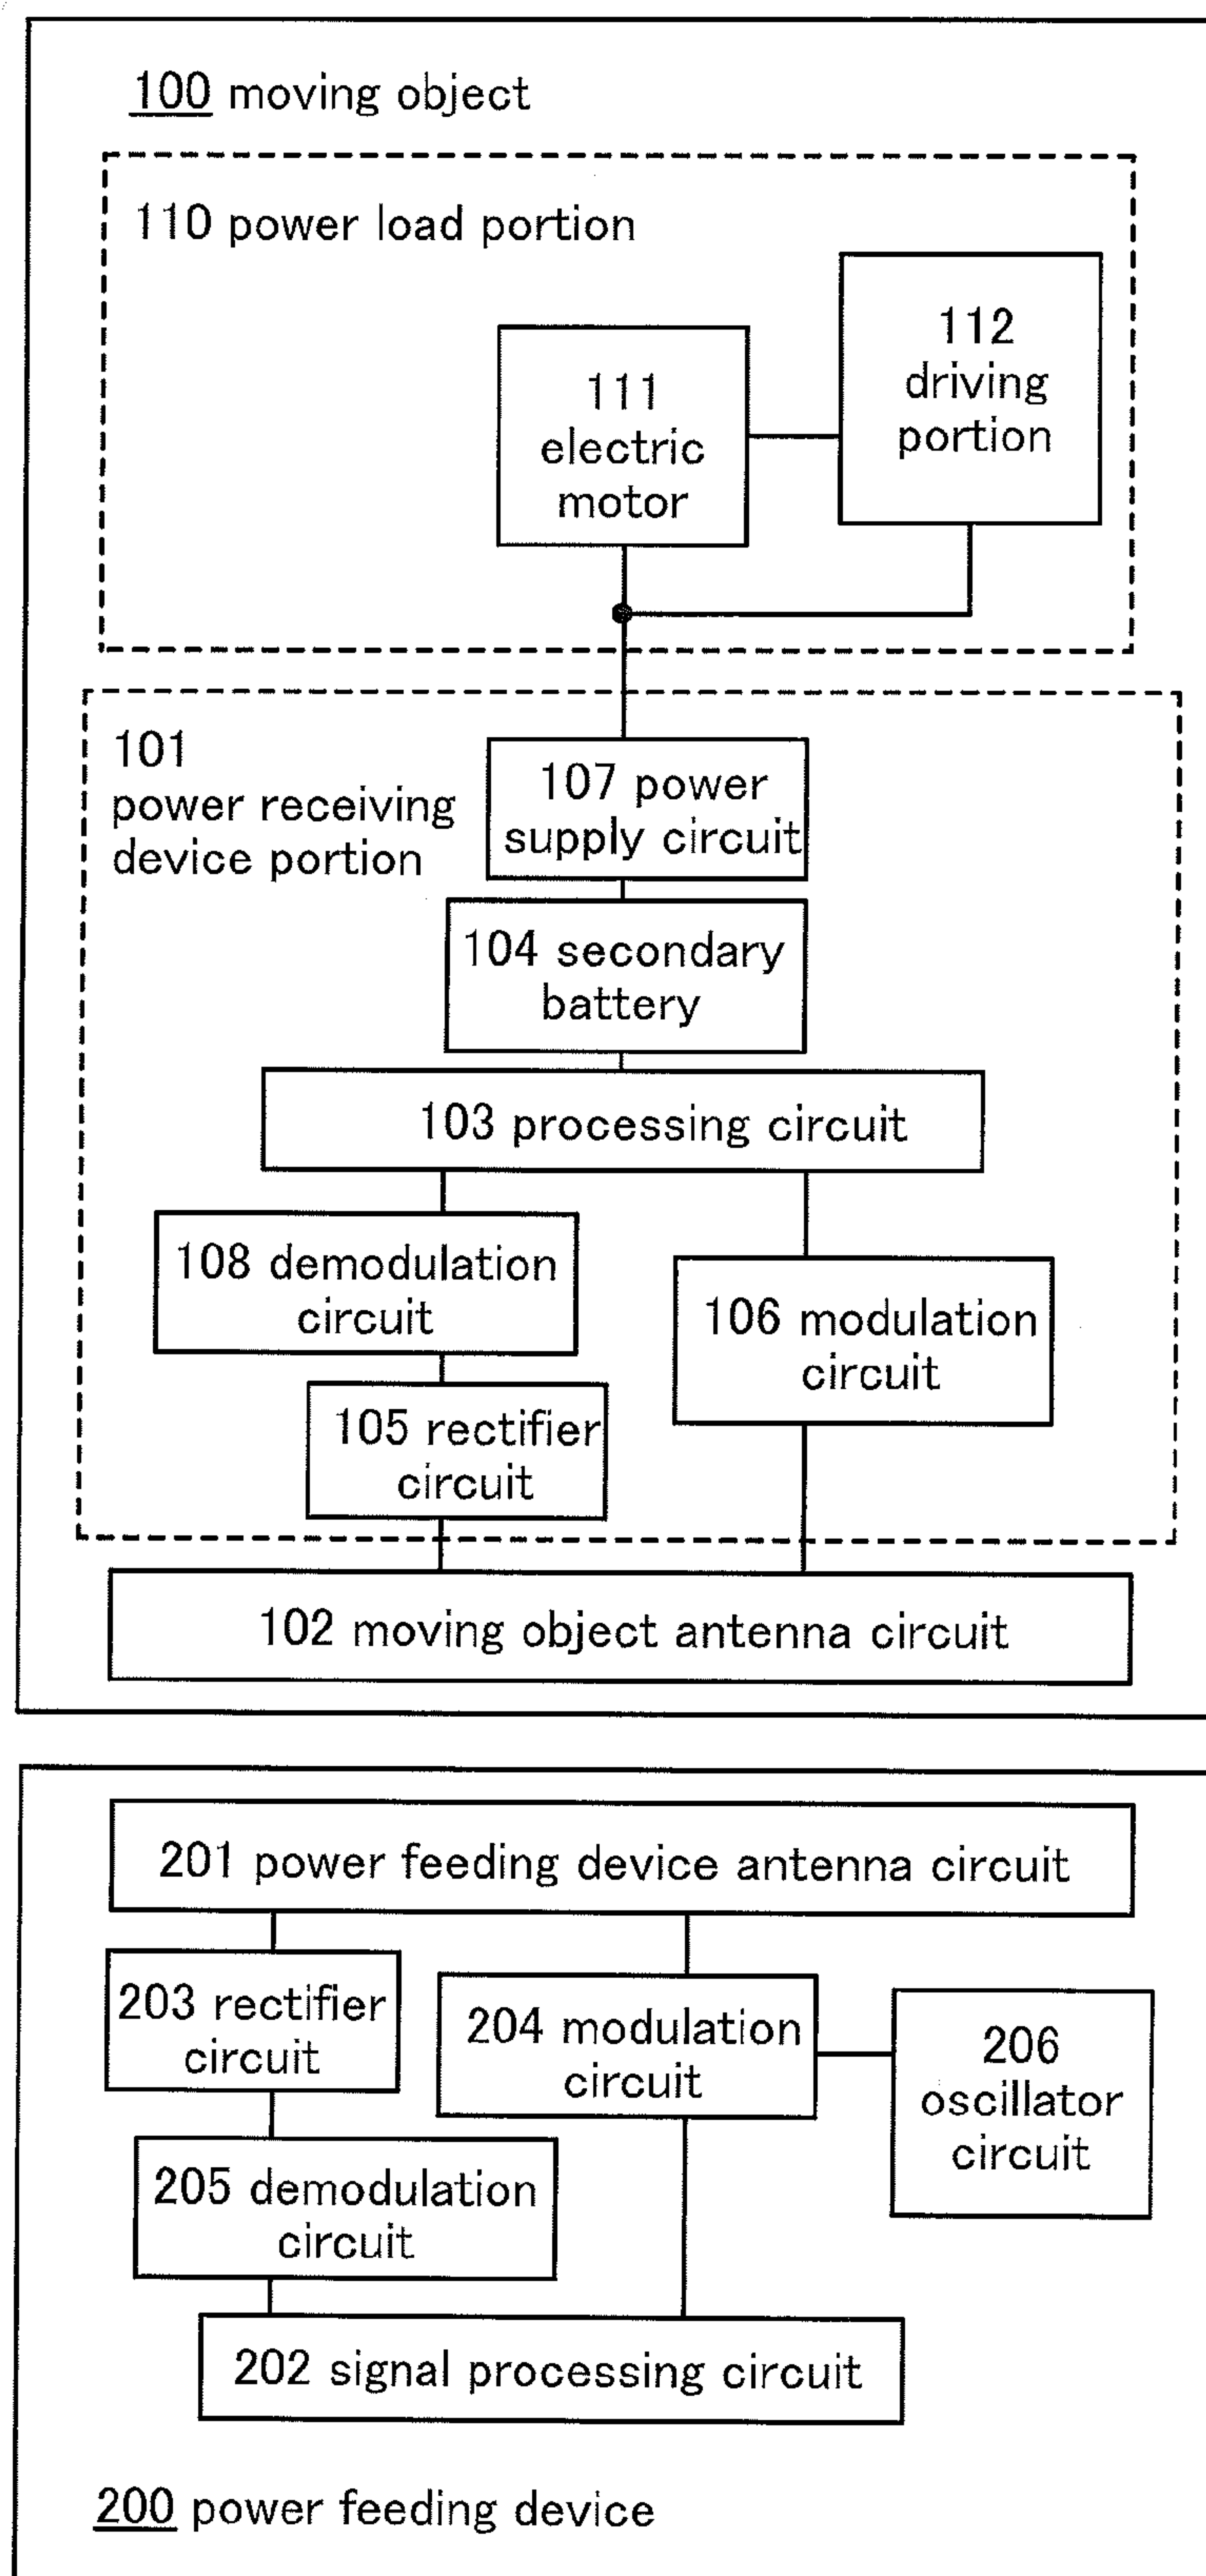 100 moving object
110 power load portion
112
driving
portion
111
electric
motor
101
power receiving
device portion
107 power
supply circuit
104 secondary
battery
103 processing circuit
108 demodulation
circuit
106 modulation
circuit
105 rectifier
circuit
102 moving object antenna circuit
201 power feeding device antenna circuit
203 rectifier
circuit
204 modulation
circuit
206
oscillator
circuit
205 demodulation
circuit
202 signal processing circuit
200 power feeding device